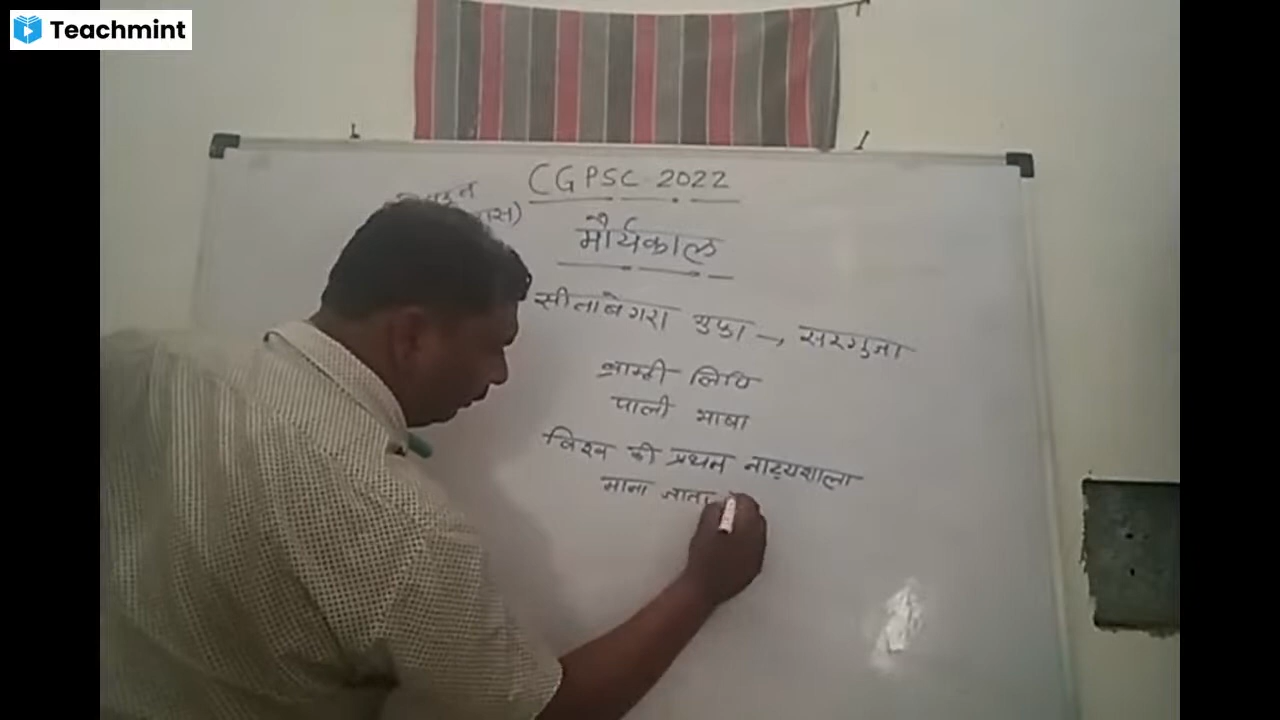 Teachmint
CGPSC 2022
मौर्यकाल
सीताबेंगरा गुफा → सरगुजा
ब्राम्ही लिपि
पाली भाषा
विश्व की प्रथम नाट्यशाला
माना जाता